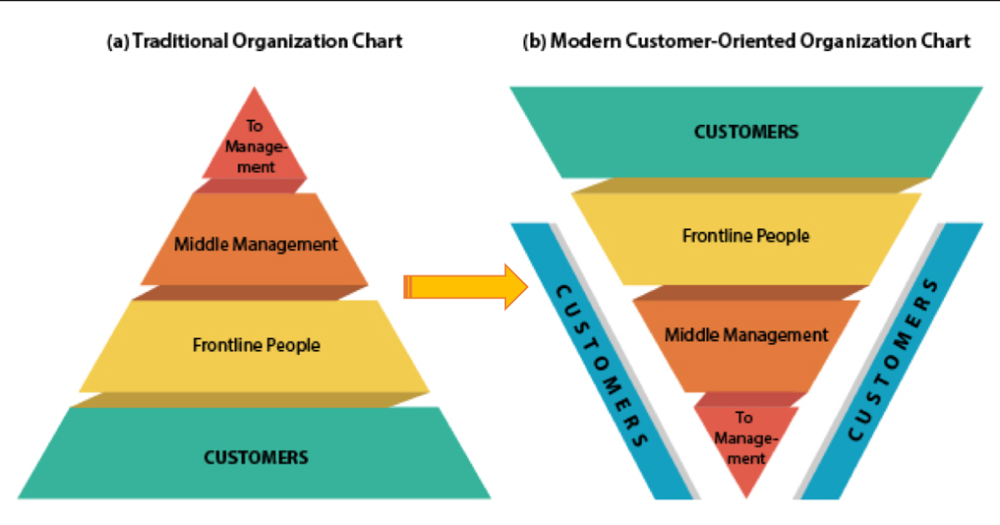 (a) Traditional Organization Chart
To
Manage-
ment
Middle Management
Frontline People
CUSTOMERS
(b) Modern Customer-Oriented Organization Chart
CUSTOMERS
Frontline People
Middle Management
To
Manage-
ment
CUSTOMERS
CUSTOMERS